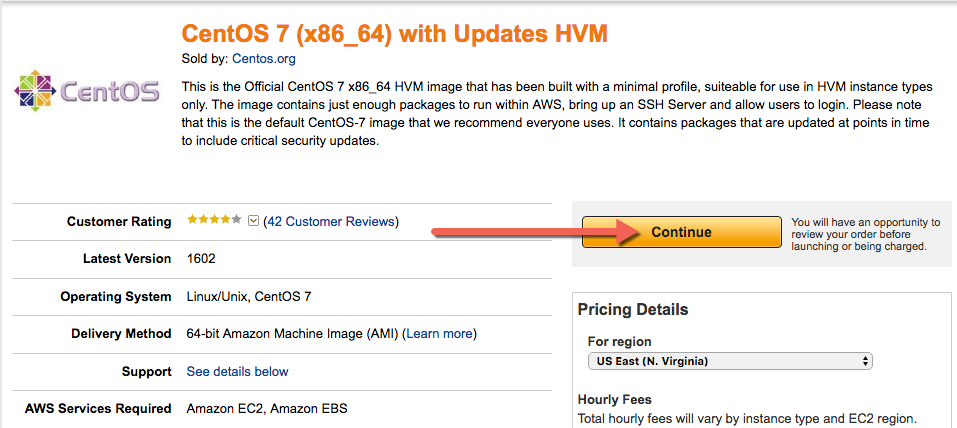 CentOS 7 (x86_64) with Updates HVM
Sold by: Centos.org
CentOS
This is the Official CentOS 7 x86_64 HVM image that has been built with a minimal profile, suiteable for use in HVM instance types
only. The image contains just enough packages to run within AWS, bring up an SSH Server and allow users to login. Please note
that this is the default CentOS-7 image that we recommend everyone uses. It contains packages that are updated at points in time
to include critical security updates.
Customer Rating (42 Customer Reviews)
Latest Version 1602
Operating System Linux/Unix, CentOS 7
Delivery Method 64-bit Amazon Machine Image (AMI) (Learn more)
Support See details below
AWS Services Required Amazon EC2, Amazon EBS
Continue
You will have an opportunity to
review your order before
launching or being charged.
Pricing Details
For region
US East (N. Virginia)
Hourly Fees
Total hourly fees will vary by instance type and EC2 region.